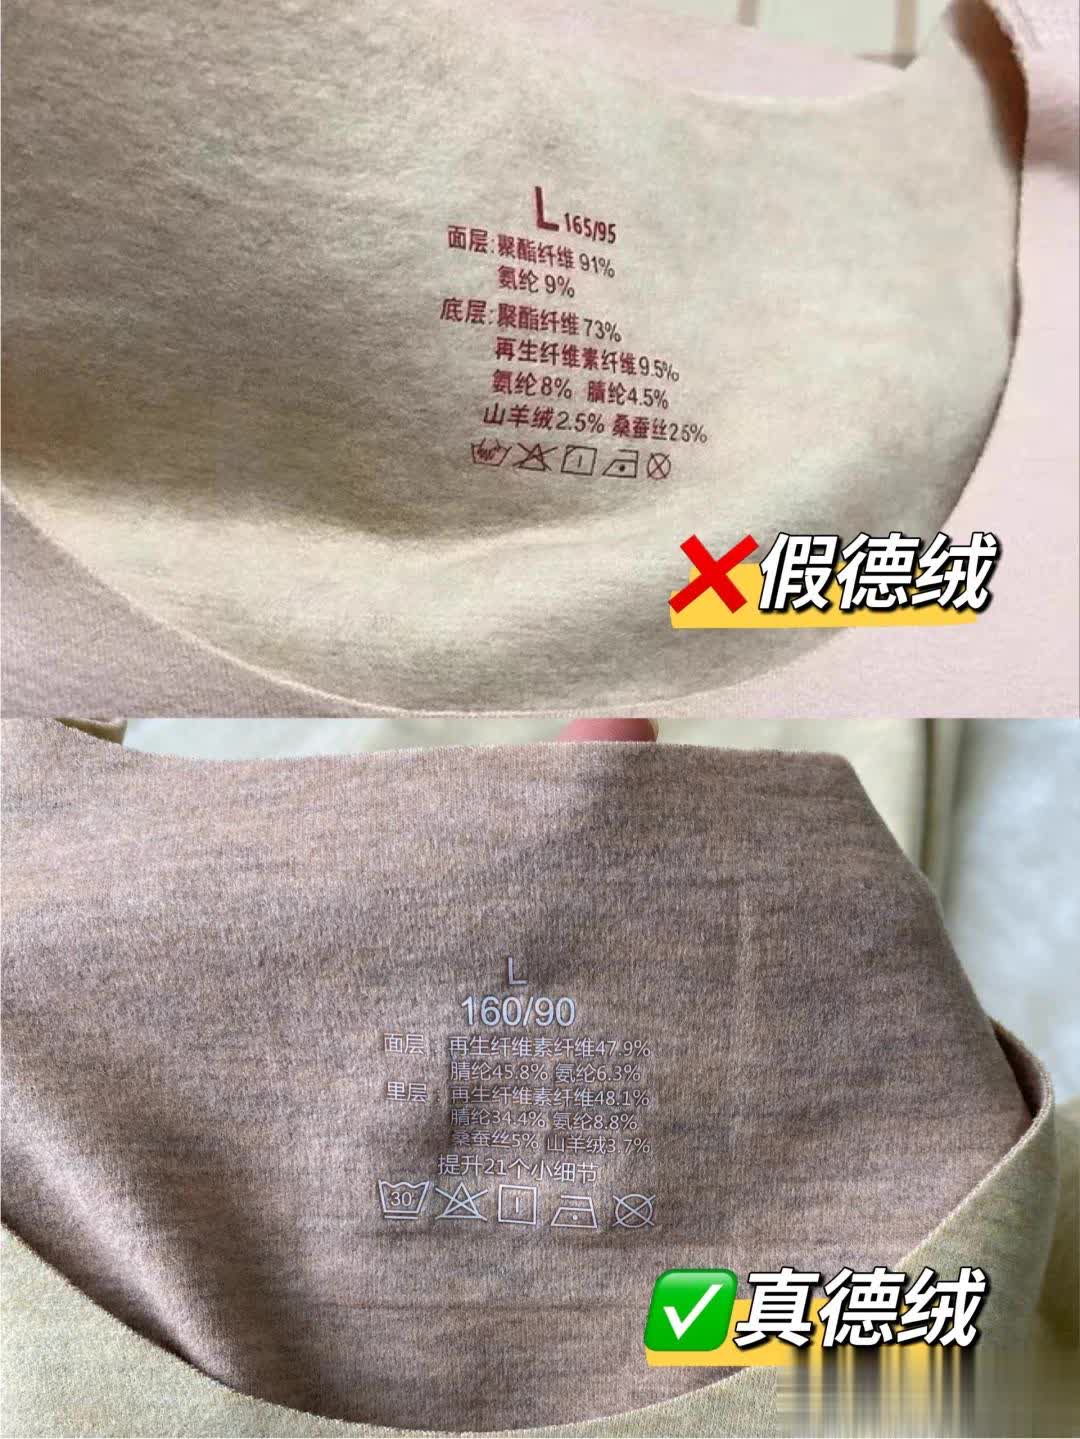 L 165/95
面层:聚酯纤维 91%
氨纶 9%
底层:聚酯纤维73%
再生纤维素纤维9.5%
氨纶8% 腈纶4.5%
山羊绒2.5% 桑蚕丝2.5%
❌假德绒
L
160/90
面层:再生纤维素纤维47.9%
腈纶45.8% 氨纶6.3%
里层:再生纤维素纤维48.1%
腈纶34.4% 氨纶8.8%
桑蚕丝5% 山羊绒3.7%
提升21个小细节
30
✅真德绒